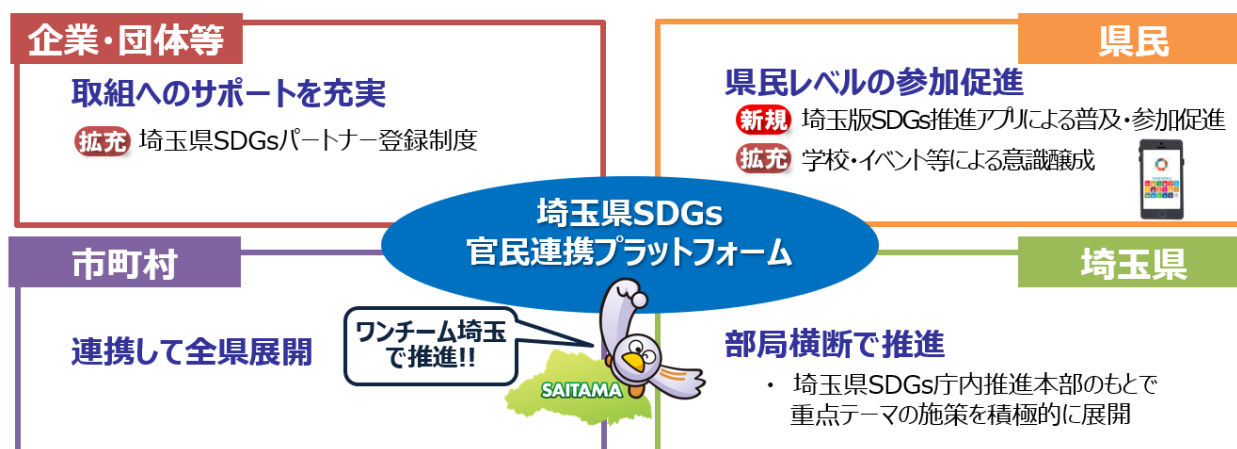 企業・団体等
取組へのサポートを充実
拡充 埼玉県SDGsパートナー登録制度
県民
県民レベルの参加促進
新規 埼玉版SDGs推進アプリによる普及・参加促進
拡充 学校・イベント等による意識醸成
埼玉県SDGs
官民連携プラットフォーム
市町村
連携して全県展開
ワンチーム埼玉
で推進!!
SAITAMA
埼玉県
部局横断で推進
・ 埼玉県SDGs庁内推進本部のもとで
重点テーマの施策を積極的に展開